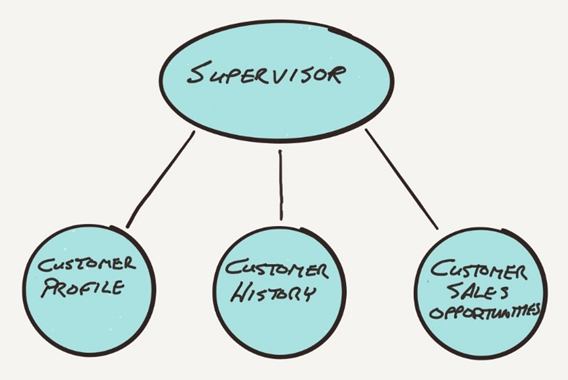 SUPERVISOR
CUSTOMER
PROFILE
CUSTOMER
HISTORY
CUSTOMER
SALES
OPPORTUNITIES